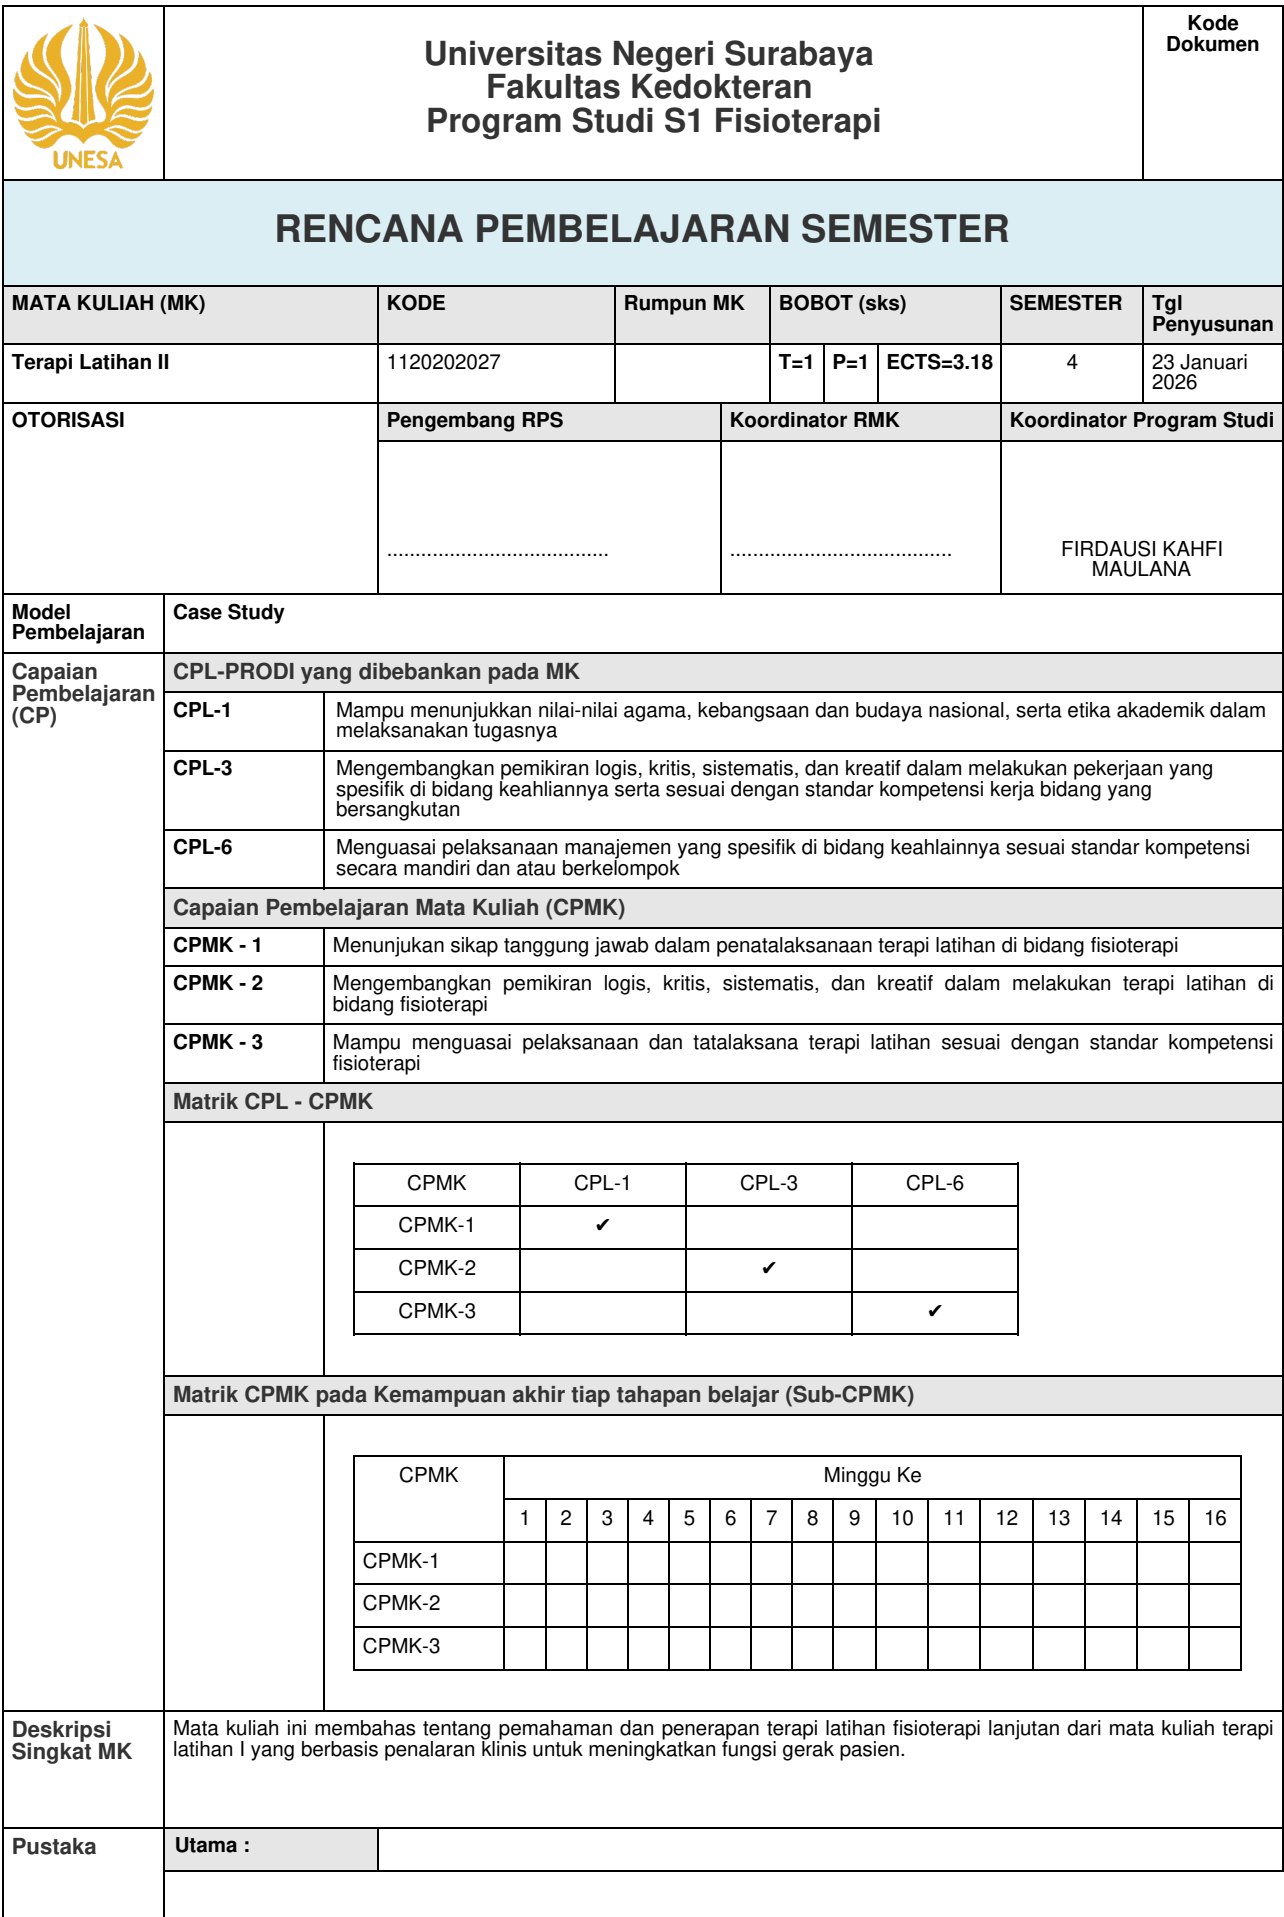 UNESA
Universitas Negeri Surabaya
Fakultas Kedokteran
Program Studi S1 Fisioterapi
Kode
Dokumen
RENCANA PEMBELAJARAN SEMESTER
MATA KULIAH (MK) KODE Rumpun MK BOBOT (sks) SEMESTER Tgl
Penyusunan
Terapi Latihan II 1120202027 T=1 P=1 ECTS=3.18 4 23 Januari
2026
OTORISASI Pengembang RPS Koordinator RMK Koordinator Program Studi
....................................... ....................................... FIRDAUSI KAHFI
MAULANA
Model
Pembelajaran
Case Study
Capaian
Pembelajaran
(CP)
CPL-PRODI yang dibebankan pada MK
CPL-1 Mampu menunjukkan nilai-nilai agama, kebangsaan dan budaya nasional, serta etika akademik dalam
melaksanakan tugasnya
CPL-3 Mengembangkan pemikiran logis, kritis, sistematis, dan kreatif dalam melakukan pekerjaan yang
spesifik di bidang keahliannya serta sesuai dengan standar kompetensi kerja bidang yang
bersangkutan
CPL-6 Menguasai pelaksanaan manajemen yang spesifik di bidang keahlainnya sesuai standar kompetensi
secara mandiri dan atau berkelompok
Capaian Pembelajaran Mata Kuliah (CPMK)
CPMK - 1 Menunjukan sikap tanggung jawab dalam penatalaksanaan terapi latihan di bidang fisioterapi
CPMK - 2 Mengembangkan pemikiran logis, kritis, sistematis, dan kreatif dalam melakukan terapi latihan di
bidang fisioterapi
CPMK - 3 Mampu menguasai pelaksanaan dan tatalaksana terapi latihan sesuai dengan standar kompetensi
fisioterapi
Matrik CPL - CPMK
CPMK CPL-1 CPL-3 CPL-6
CPMK-1 ✔
CPMK-2 ✔
CPMK-3 ✔
Matrik CPMK pada Kemampuan akhir tiap tahapan belajar (Sub-CPMK)
CPMK Minggu Ke
1 2 3 4 5 6 7 8 9 10 11 12 13 14 15 16
CPMK-1
CPMK-2
CPMK-3
Deskripsi
Singkat MK
Mata kuliah ini membahas tentang pemahaman dan penerapan terapi latihan fisioterapi lanjutan dari mata kuliah terapi
latihan I yang berbasis penalaran klinis untuk meningkatkan fungsi gerak pasien.
Pustaka Utama :